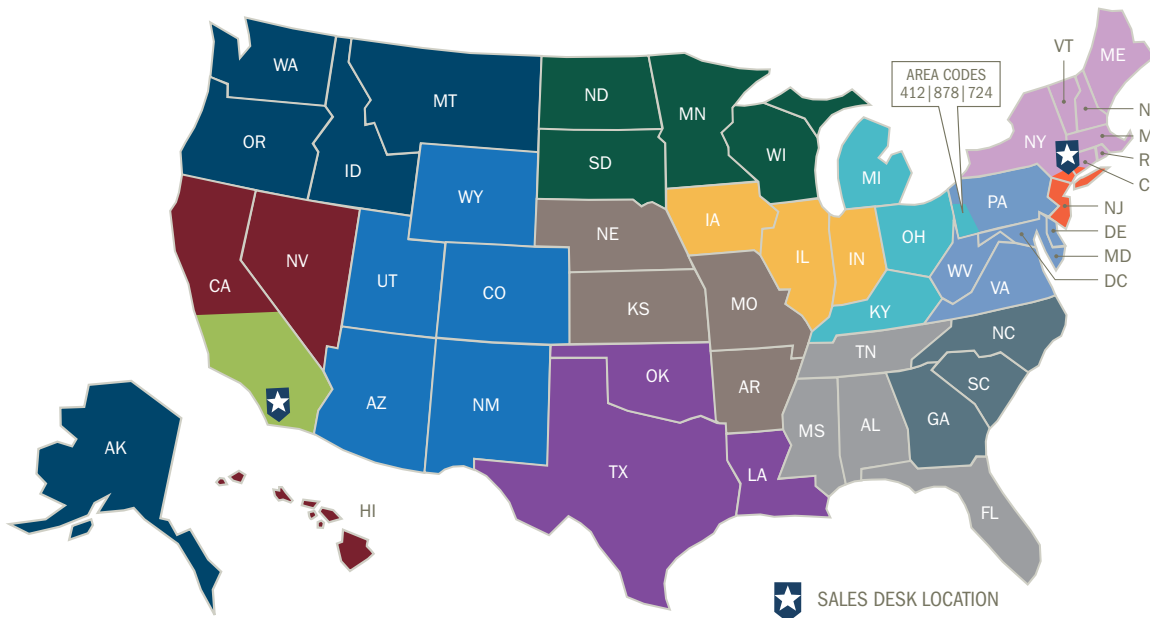 WA
OR
ID
MT
ND
SD
MN
WI
MI
AREA CODES
412|878|724
VT
ME
N
M
R
C
NY
NJ
DE
MD
DC
PA
WV
VA
OH
KY
IN
IL
IA
WY
NE
KS
MO
AR
UT
CO
NV
CA
AZ
NM
OK
TX
LA
TN
NC
SC
GA
MS
AL
FL
AK
HI
SALES DESK LOCATION